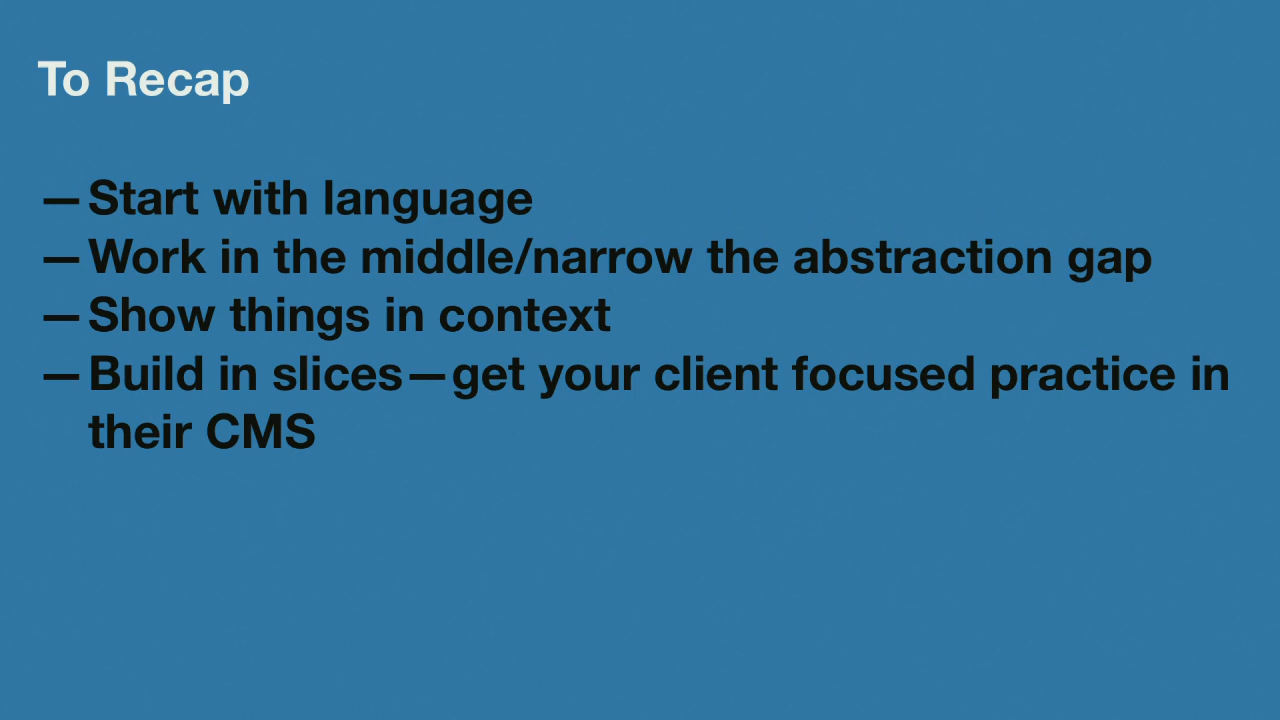 To Recap
—Start with language
—Work in the middle/narrow the abstraction gap
—Show things in context
—Build in slices—get your client focused practice in
their CMS